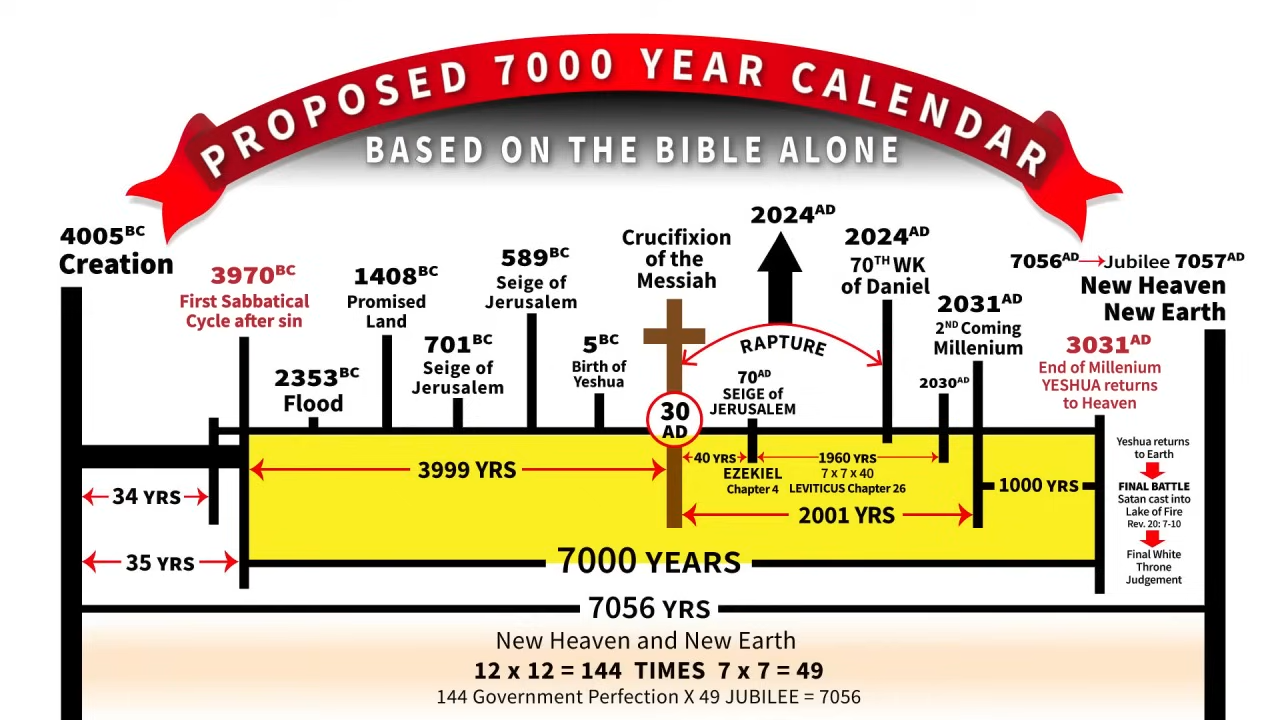 PROPOSED 7000 YEAR CALENDAR
BASED ON THE BIBLE ALONE
4005BC
Creation
3970BC
First Sabbatical
Cycle after sin
2353BC
Flood
1408BC
Promised
Land
701BC
Seige of
Jerusalem
589BC
Seige of
Jerusalem
5BC
Birth of
Yeshua
Crucifixion
of the
Messiah
30
AD
2024AD
RAPTURE
70AD
SEIGE of
JERUSALEM
2024AD
70TH WK
of Daniel
2030AD
2031AD
2ND Coming
Millenium
7056AD Jubilee 7057AD
New Heaven
New Earth
3031AD
End of Millenium
YESHUA returns
to Heaven
34 YRS
35 YRS
3999 YRS
40 YRS
EZEKIEL
Chapter 4
1960 YRS
7 x 7 x 40
LEVITICUS Chapter 26
2001 YRS
1000 YRS
Yeshua returns
to Earth
FINAL BATTLE
Satan cast into
Lake of Fire
Rev. 20: 7-10
Final White
Throne
Judgement
7000 YEARS
7056 YRS
New Heaven and New Earth
12 x 12 = 144 TIMES 7 x 7 = 49
144 Government Perfection X 49 JUBILEE = 7056